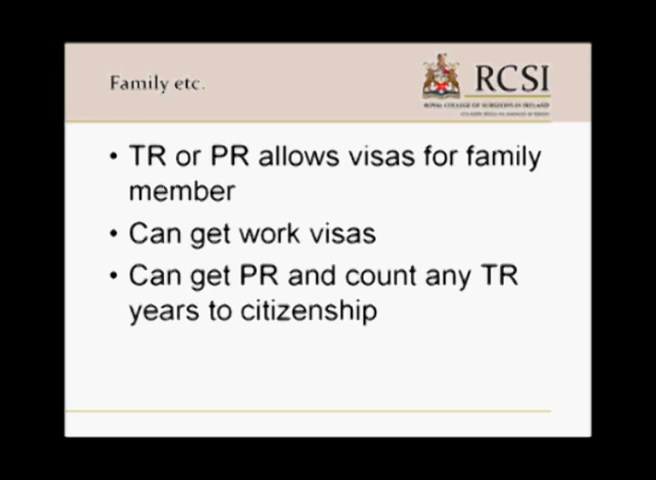 Family etc.
RCSI
ROYAL COLLEGE OF SURGEONS IN IRELAND
• TR or PR allows visas for family
member
• Can get work visas
• Can get PR and count any TR
years to citizenship